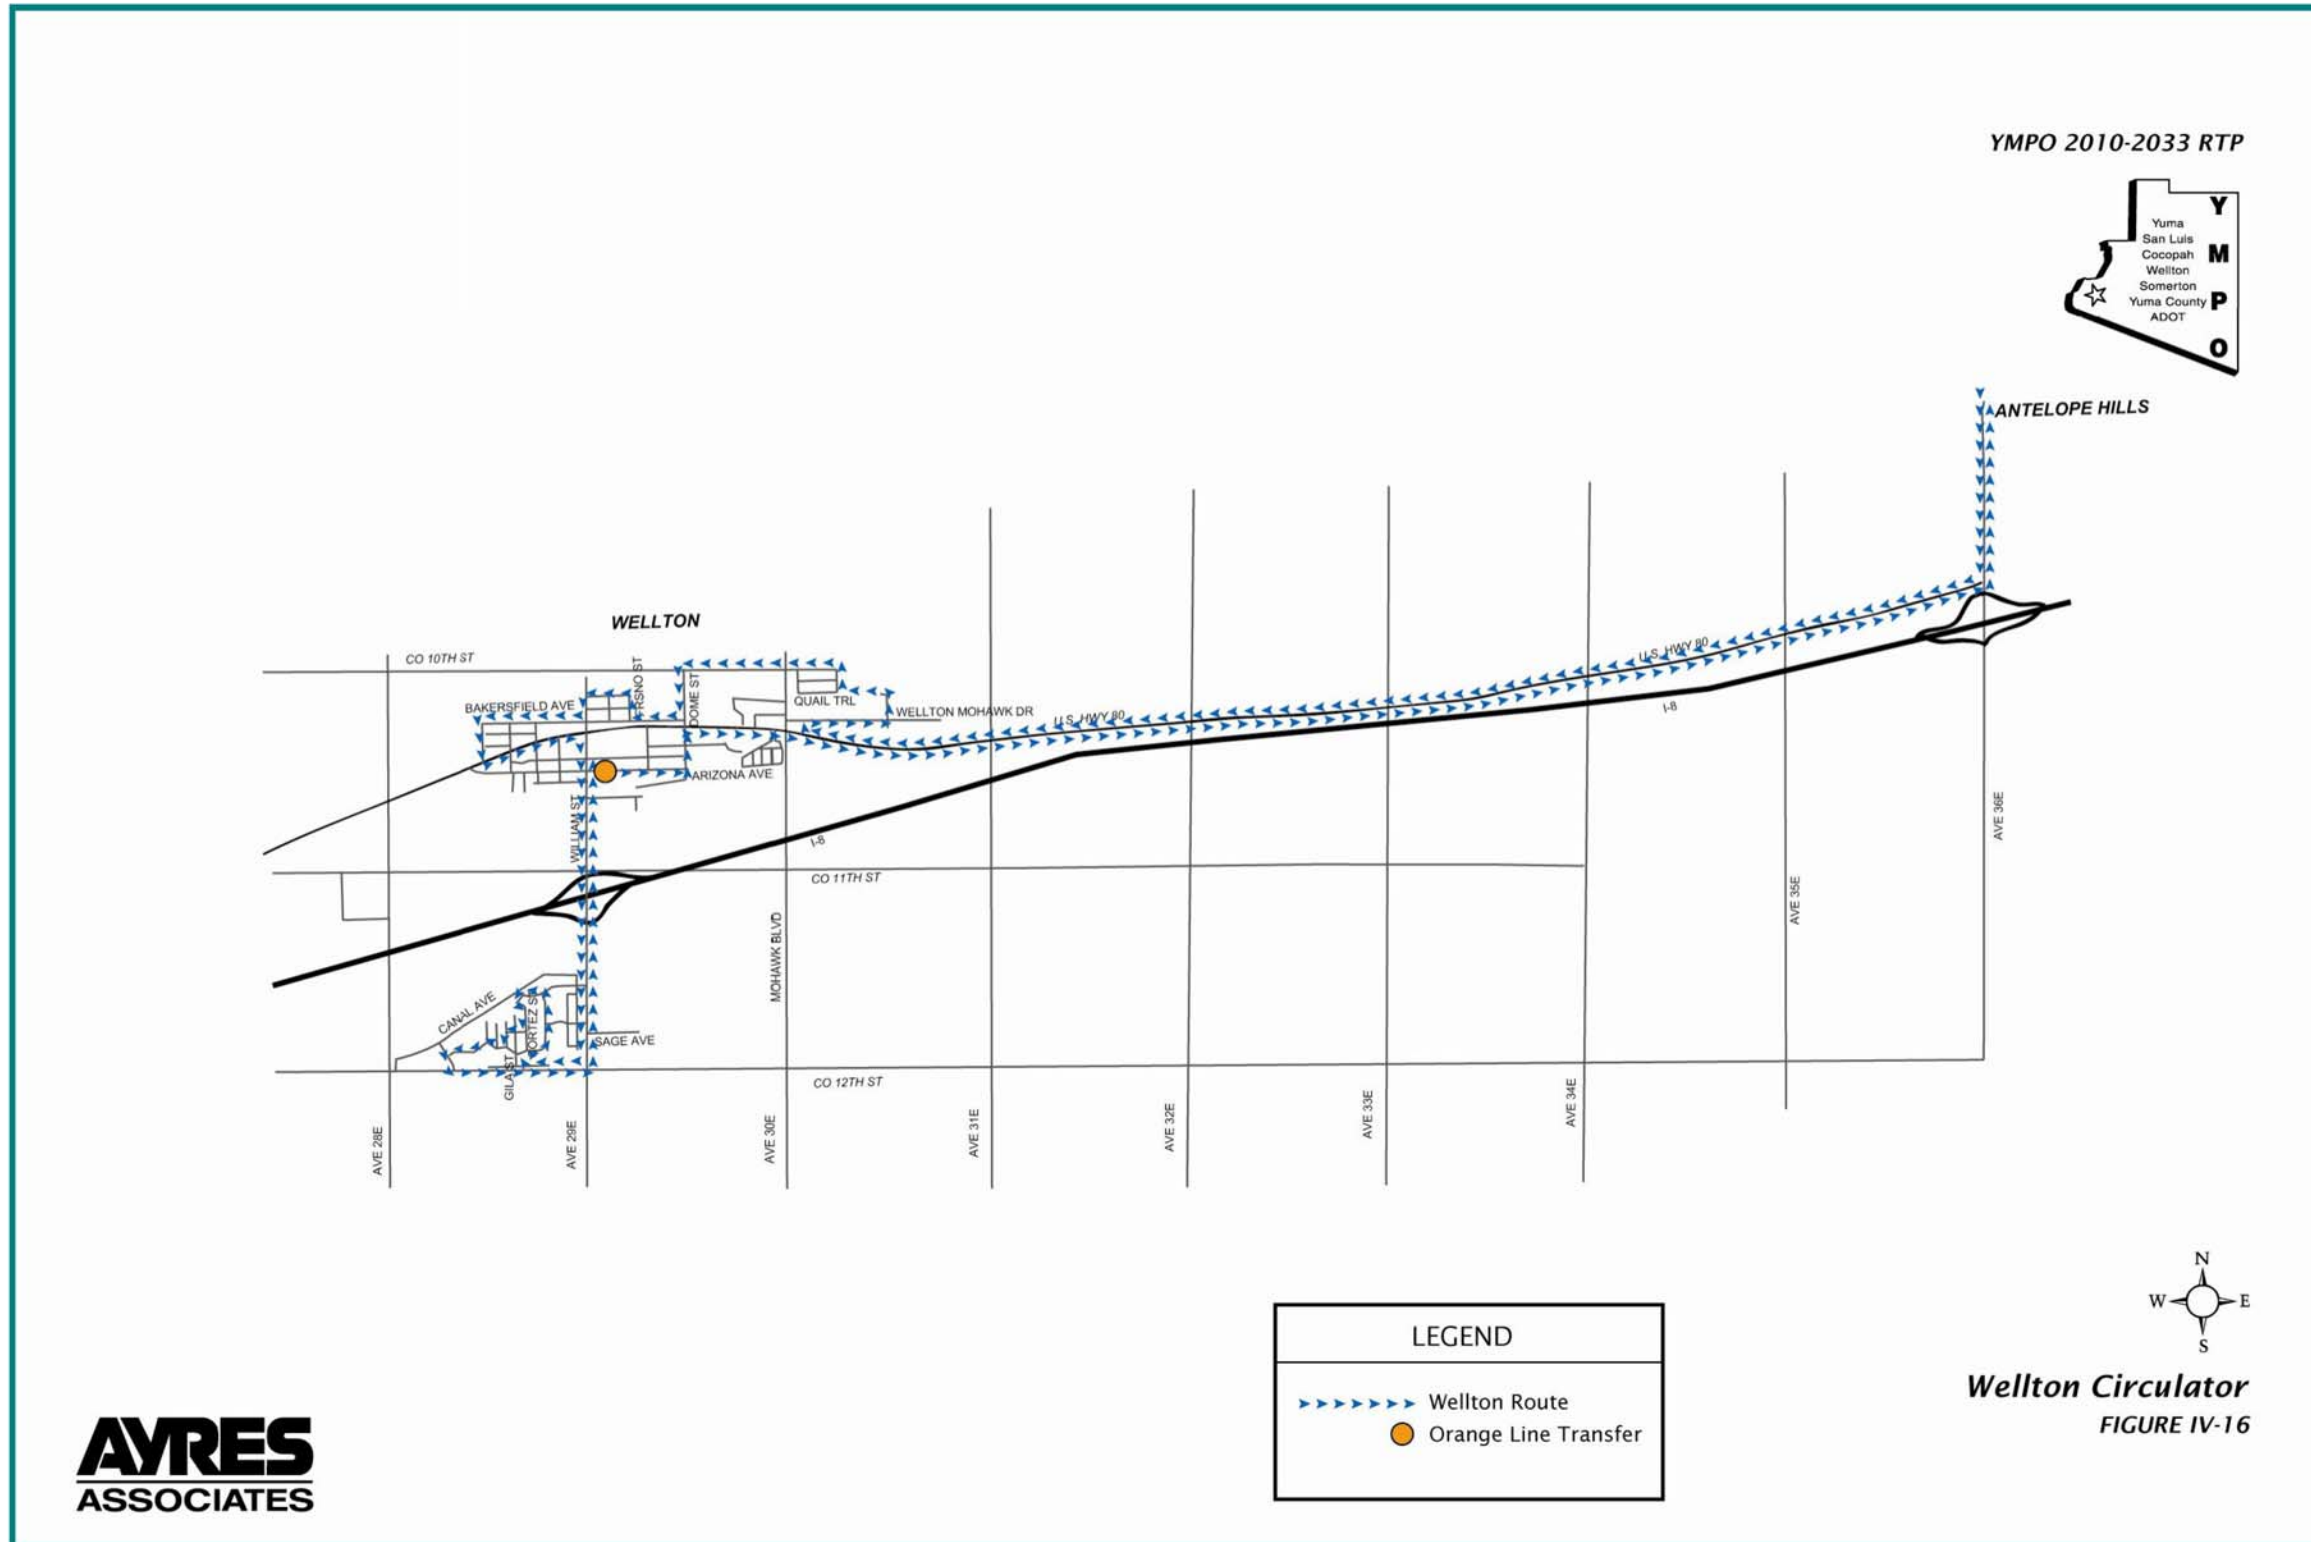 YMPO 2010-2033 RTP
Y
M
P
O
Yuma
San Luis
Cocopah
Wellton
Somerton
Yuma County
ADOT
ANTELOPE HILLS
WELLTON
CO 10TH ST
FRSNO ST
DOME ST
BAKERSFIELD AVE
QUAIL TRL
WELLTON MOHAWK DR
U.S. HWY 80
U.S. HWY 80
I-8
ARIZONA AVE
WILLIAM ST
I-8
CO 11TH ST
AVE 36E
AVE 35E
MOHAWK BLVD
CANAL AVE
SAGE AVE
GILA ST
CO 12TH ST
AVE 28E
AVE 29E
AVE 30E
AVE 31E
AVE 32E
AVE 33E
AVE 34E
N
W E
S
LEGEND
Wellton Route
Orange Line Transfer
Wellton Circulator
FIGURE IV-16
AYRES
ASSOCIATES